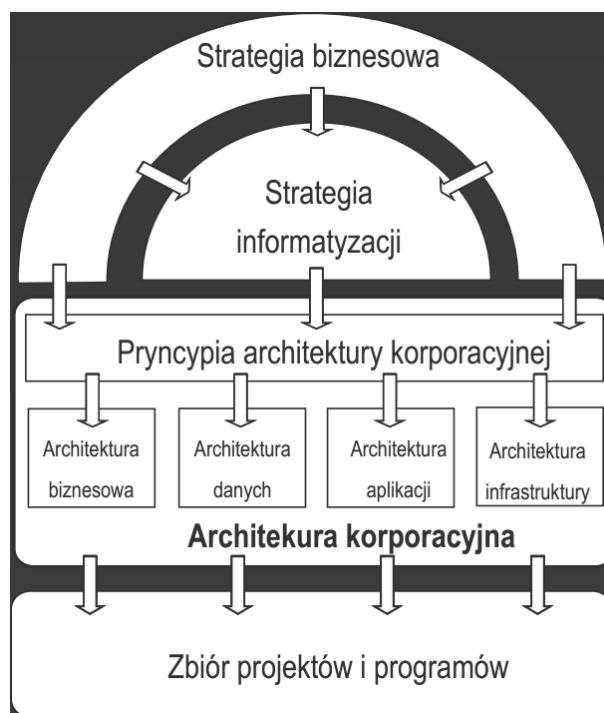 Strategia biznesowa
Strategia
informatyzacji
Pryncypia architektury korporacyjnej
Architektura
biznesowa
Architektura
danych
Architektura
aplikacji
Architektura
infrastruktury
Architekura korporacyjna
Zbiór projektów i programów